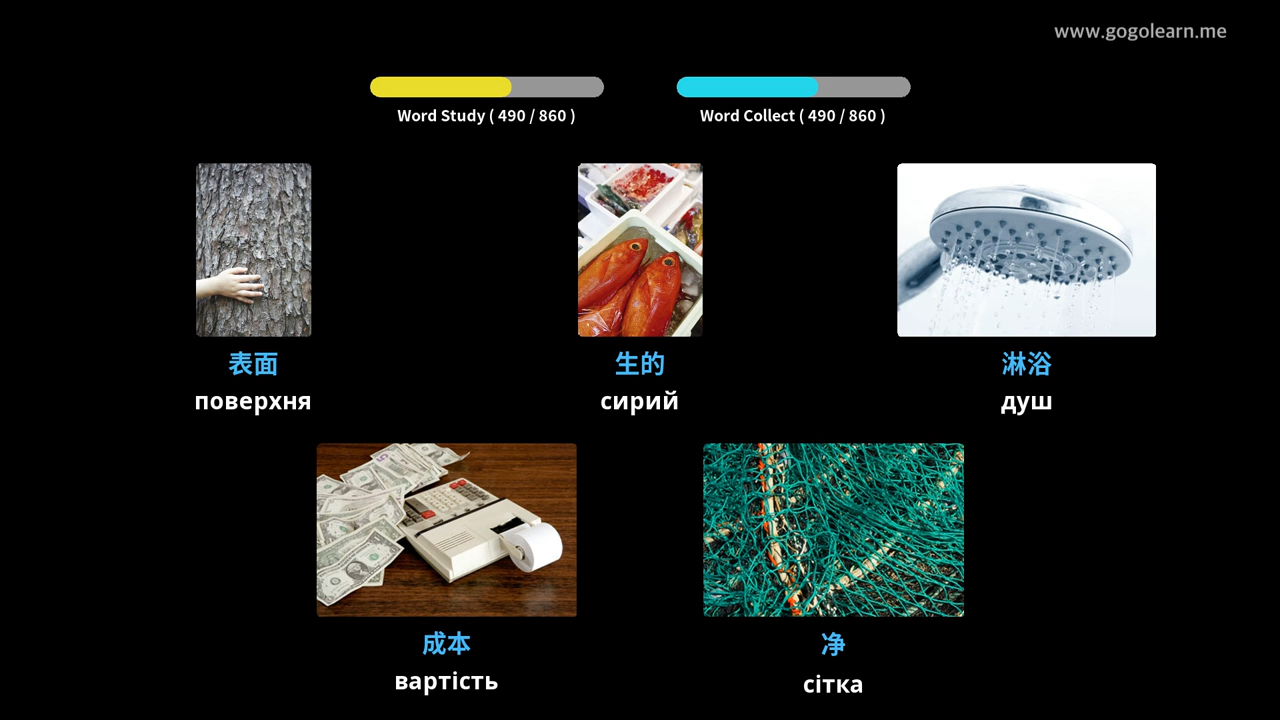 www.gogolearn.me
Word Study ( 490 / 860 )
Word Collect ( 490 / 860 )
表面
поверхня
生的
сирий
淋浴
душ
成本
вартість
净
сітка